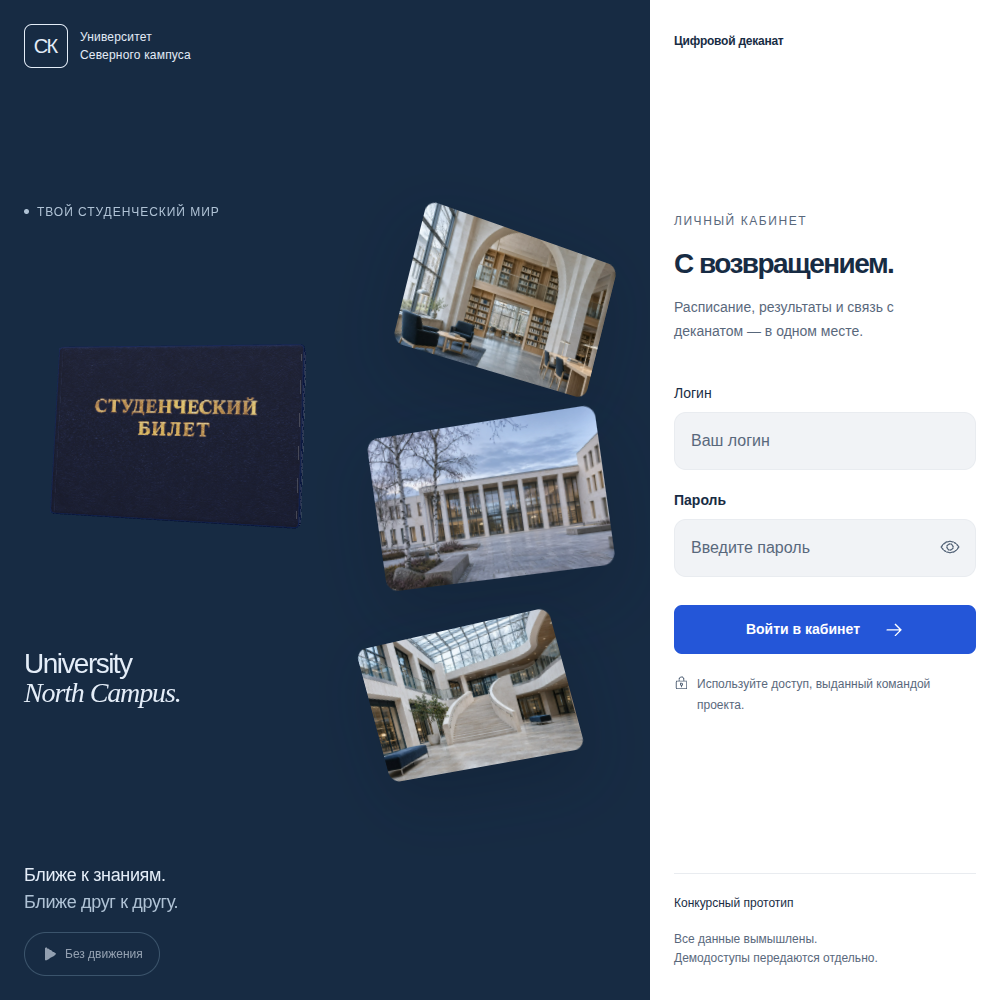 СК
Университет
Северного кампуса
ТВОЙ СТУДЕНЧЕСКИЙ МИР
СТУДЕНЧЕСКИЙ
БИЛЕТ
University
North Campus.
Ближе к знаниям.
Ближе друг к другу.
Без движения
Цифровой деканат
ЛИЧНЫЙ КАБИНЕТ
С возвращением.
Расписание, результаты и связь с
деканатом — в одном месте.
Логин
Ваш логин
Пароль
Введите пароль
Войти в кабинет
Используйте доступ, выданный командой
проекта.
Конкурсный прототип
Все данные вымышлены.
Демодоступы передаются отдельно.